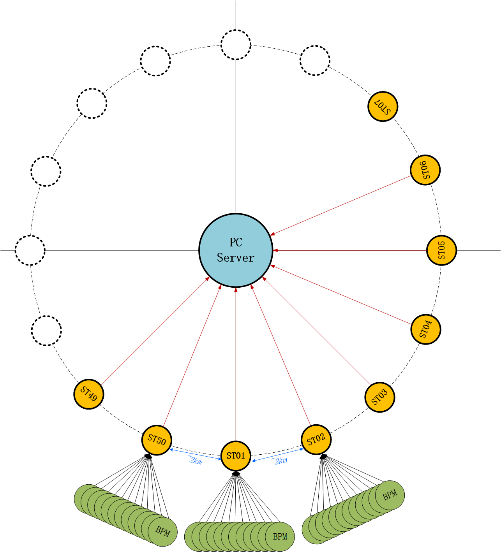 ST07
ST06
PC
Server
ST05
ST04
ST49
ST03
ST50
ST01
ST02
BPM
BPM
BPM